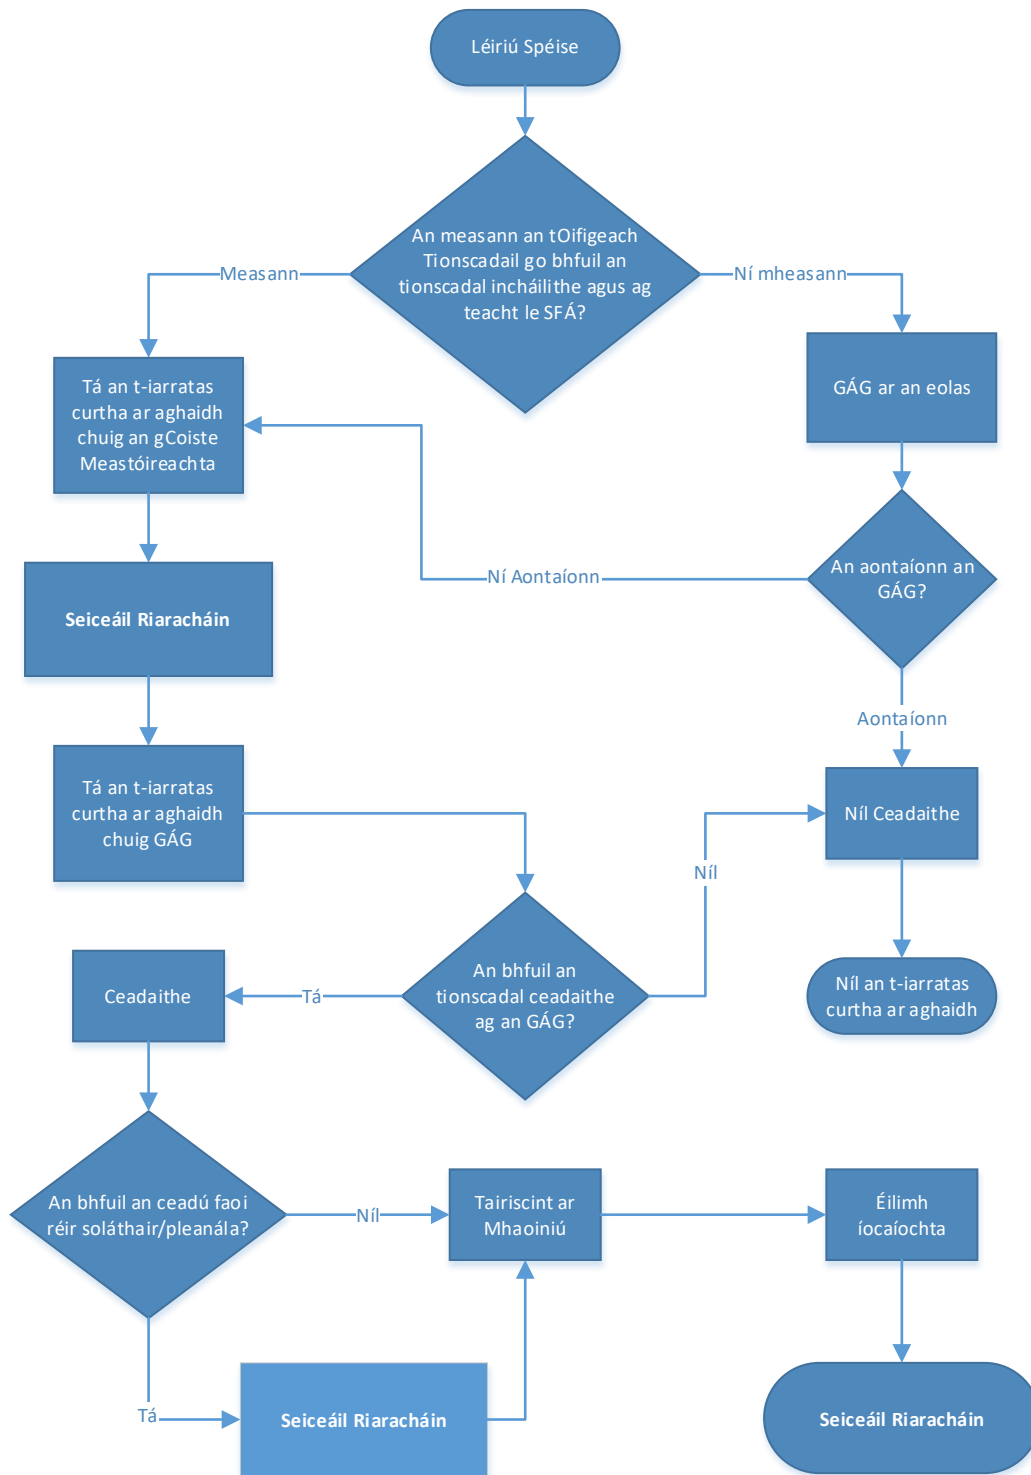 Léiriú Spéise
An measann an tOifigeach
Tionscadail go bhfuil an
tionscadal incháilithe agus ag
teacht le SFÁ?
Measann
Ní mheasann
Tá an t-iarratas
curtha ar aghaidh
chuig an gCoiste
Meastóireachta
GÁG ar an eolas
Ní Aontaíonn
An aontaíonn an
GÁG?
Seiceáil Riaracháin
Aontaíonn
Tá an t-iarratas
curtha ar aghaidh
chuig GÁG
Níl Ceadaithe
Níl
An bhfuil an
tionscadal ceadaithe
ag an GÁG?
Tá
Ceadaithe
Níl an t-iarratas
curtha ar aghaidh
An bhfuil an ceadú faoi
réir soláthair/pleanála?
Níl
Tairiscint ar
Mhaoiniú
Éilimh
íocaíochta
Tá
Seiceáil Riaracháin
Seiceáil Riaracháin